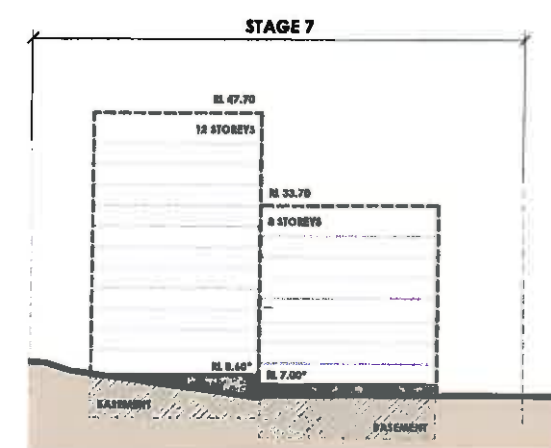 STAGE 7
RL 47.70
12 STOREYS
RL 33.70
8 STOREYS
RL 8.60*
RL 7.00*
BASEMENT
BASEMENT